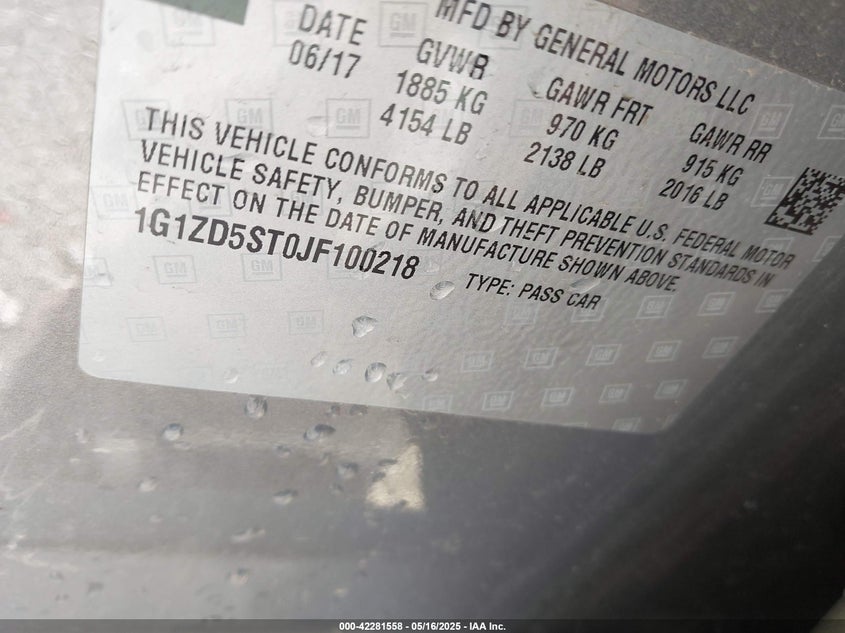 MFD BY GENERAL MOTORS LLC
DATE GVWR GAWR FRT GAWR RR
06/17 1885 KG 970 KG 915 KG
4154 LB 2138 LB 2016 LB
THIS VEHICLE CONFORMS TO ALL APPLICABLE U.S. FEDERAL MOTOR
VEHICLE SAFETY, BUMPER, AND THEFT PREVENTION STANDARDS IN
EFFECT ON THE DATE OF MANUFACTURE SHOWN ABOVE.
1G1ZD5ST0JF100218 TYPE: PASS CAR
000-42281558 - 05/16/2025 - IAA Inc.